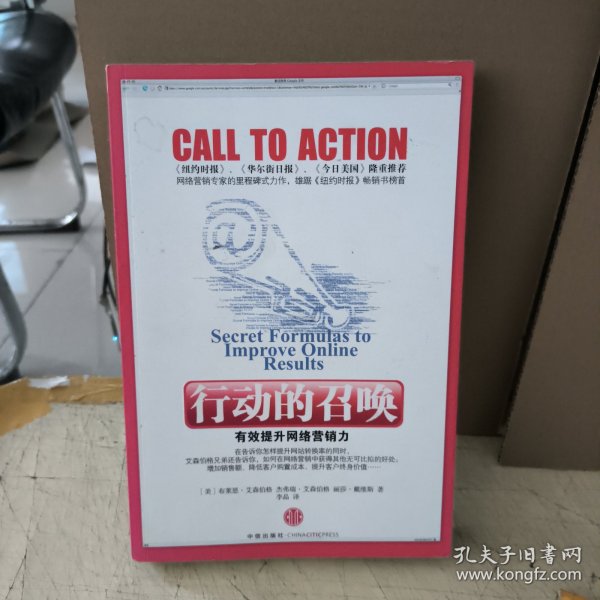 CALL TO ACTION
《纽约时报》、《华尔街日报》、《今日美国》隆重推荐
网络营销专家的里程碑式力作，雄踞《纽约时报》畅销书榜首
@
Secret Formulas to
Improve Online
Results
行动的召唤
有效提升网络营销力
在告诉你怎样提升网站转换率的同时，
艾森伯格兄弟还告诉你，如何在网络营销中获得其他无可比拟的好处：
增加销售额、降低客户购置成本、提升客户终身价值……
［美］布莱恩·艾森伯格 杰弗瑞·艾森伯格 丽莎·戴维斯 著
李晶 译
中信出版社·CHINACITICPRESS
孔夫子旧书网
www.kongfz.com